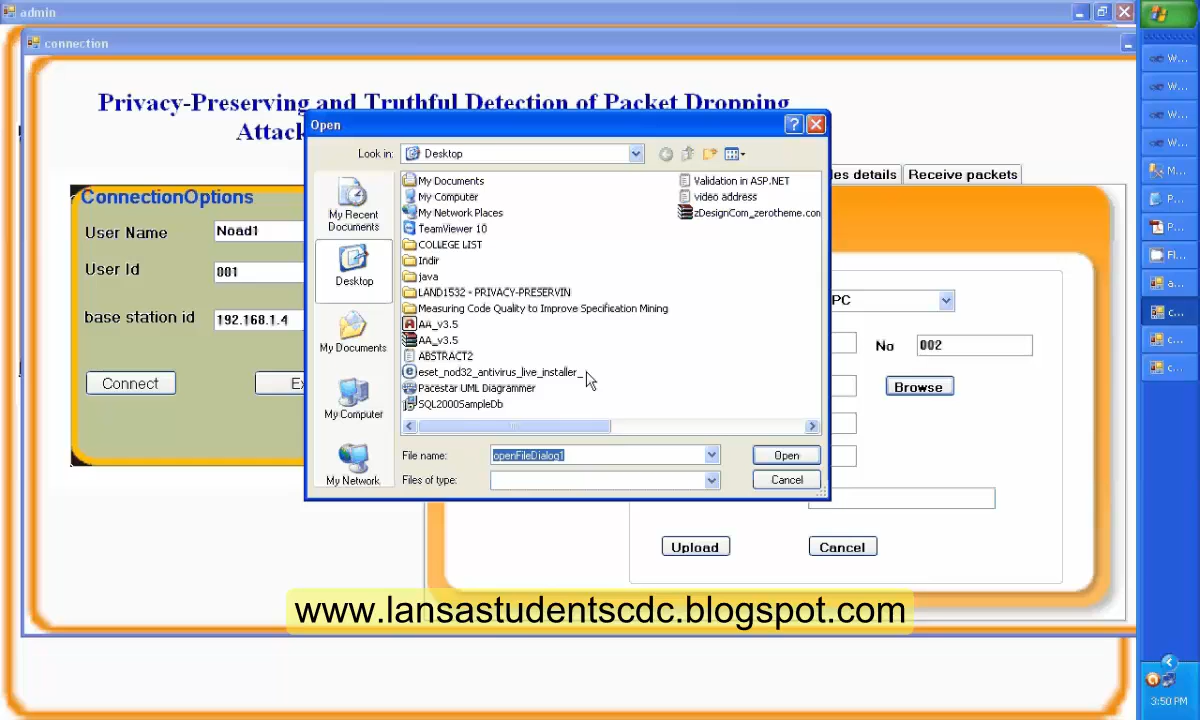 admin
connection
Privacy-Preserving and Truthful Detection of Packet Dropping
Attack
Open
Look in:
Desktop
My Recent
Documents
Desktop
My Documents
My Computer
My Network
My Documents
My Computer
My Network Places
TeamViewer 10
COLLEGE LIST
Indir
java
LAND1532 - PRIVACY-PRESERVIN
Measuring Code Quality to Improve Specification Mining
AA_v3.5
AA_v3.5
ABSTRACT2
eset_nod32_antivirus_live_installer_
Pacestar UML Diagrammer
SQL2000SampleDb
Validation in ASP.NET
video address
zDesignCom_zerotheme.con
File name:
openFileDialog1
Open
Files of type:
Cancel
ConnectionOptions
User Name
Noad1
User Id
001
base station id
192.168.1.4
Connect
Ex
les details
Receive packets
PC
No
002
Browse
Upload
Cancel
www.lansastudentscdc.blogspot.com
W...
W...
W...
W...
M...
P...
P...
Fl...
a...
c...
c...
c...
3:50 PM